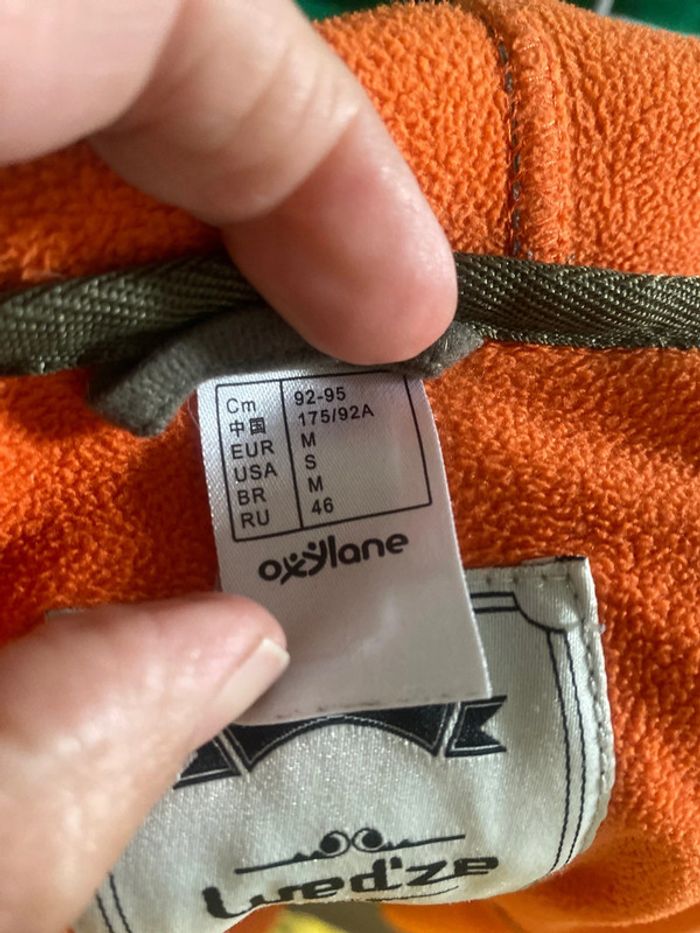 Cm 92-95
中国 175/92A
EUR M
USA S
BR M
RU 46
oxylane
wed'ze